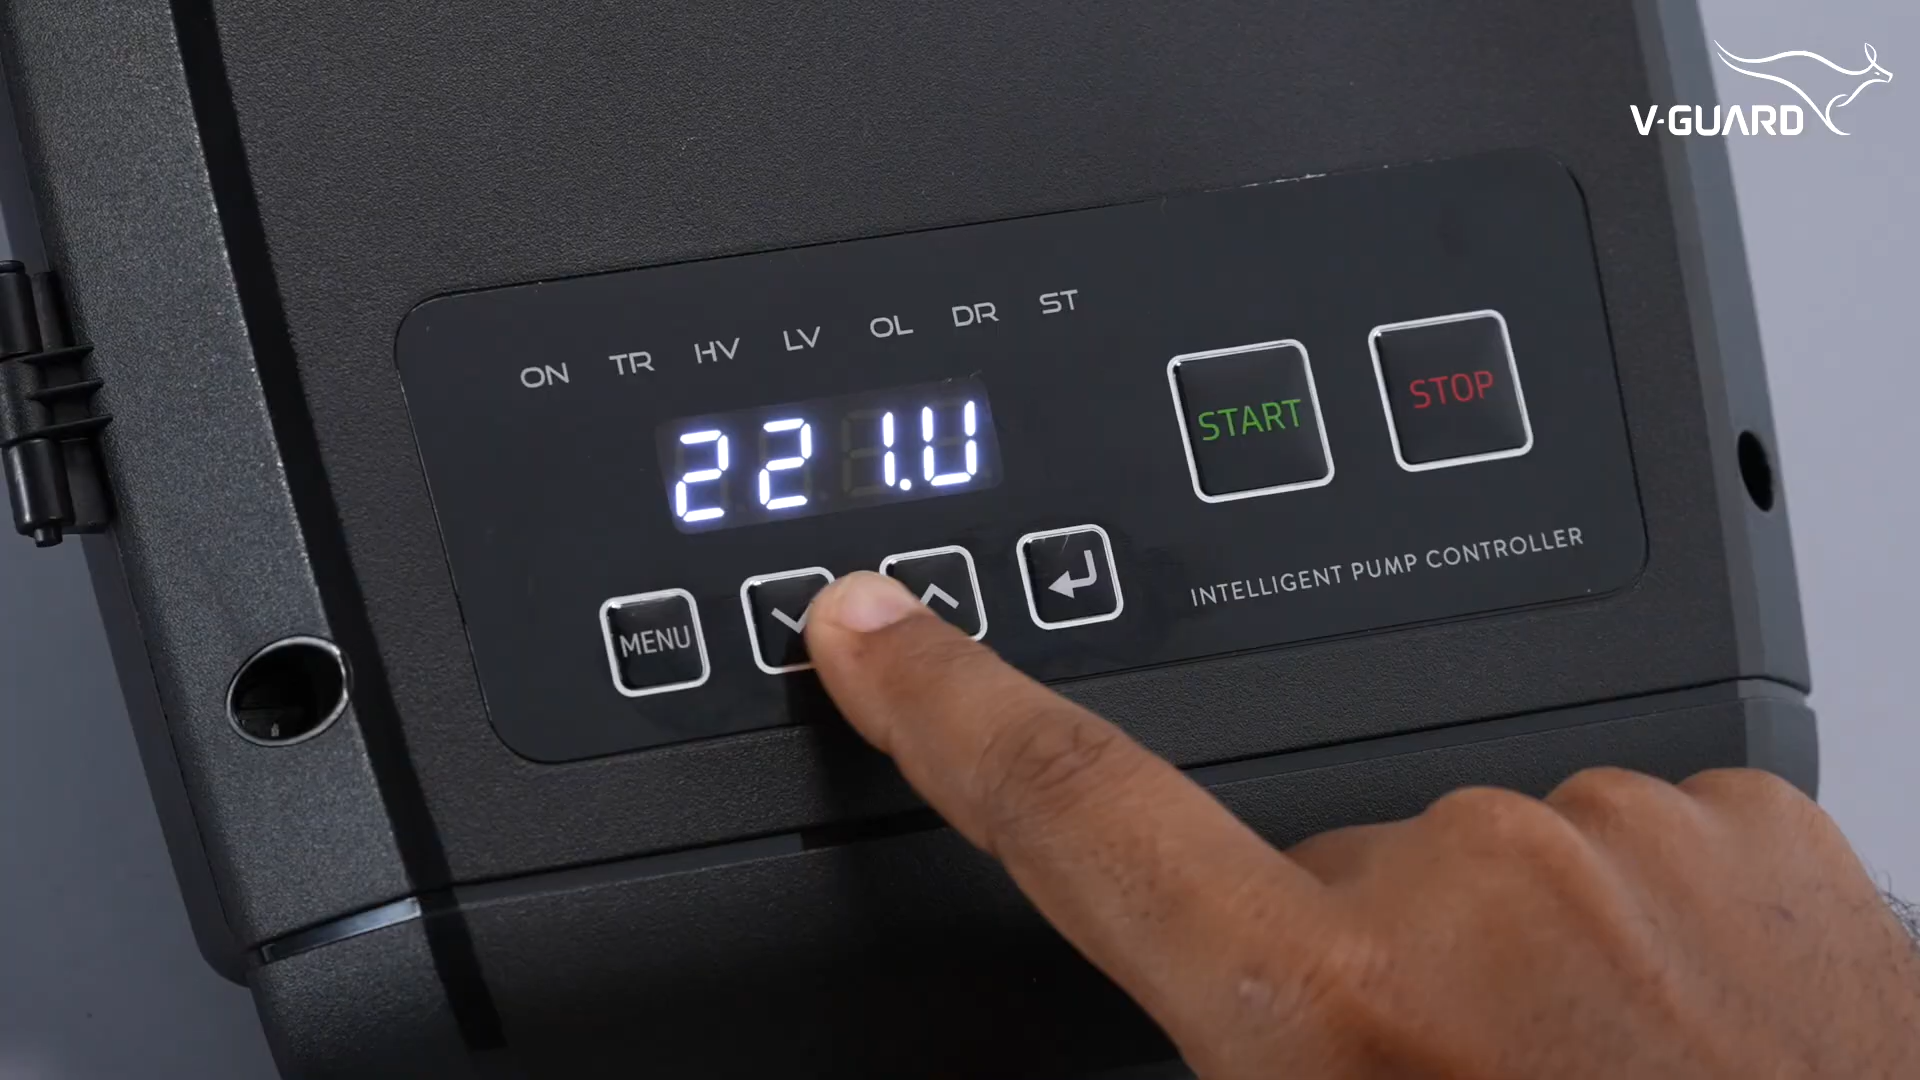 V-GUARD
ON TR HV LV OL DR ST
221.U
START
STOP
MENU
INTELLIGENT PUMP CONTROLLER